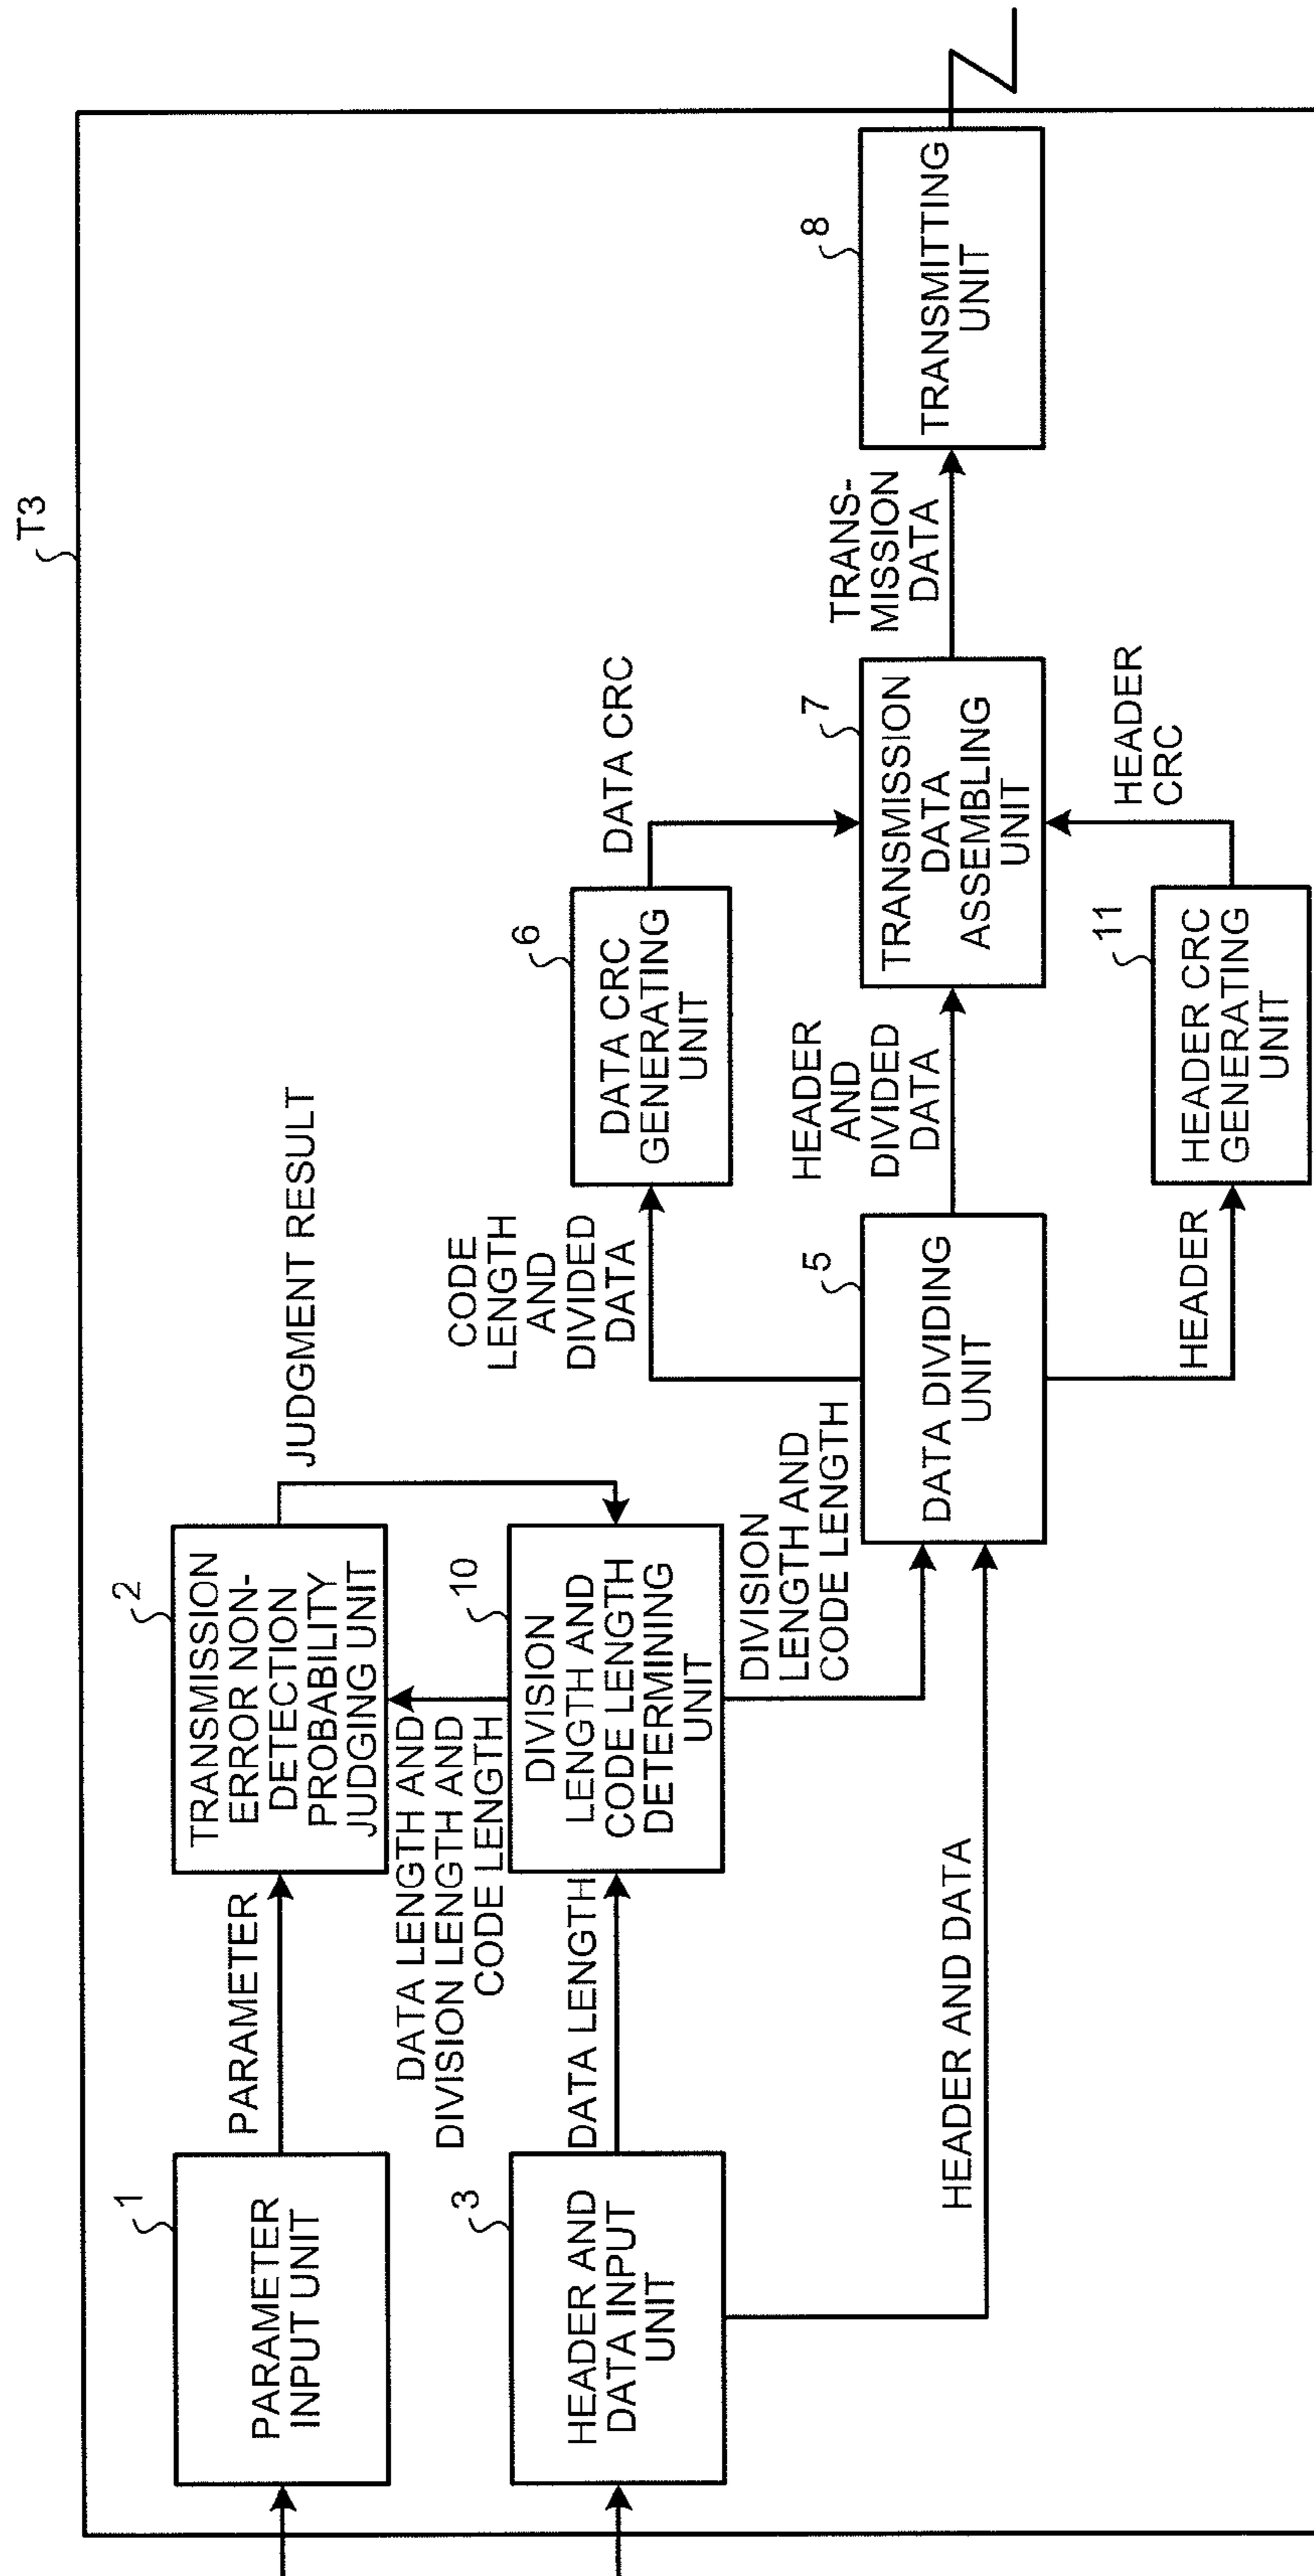 T3
1
PARAMETER
INPUT UNIT
PARAMETER
2
TRANSMISSION
ERROR NON-
DETECTION
PROBABILITY
JUDGING UNIT
JUDGMENT RESULT
DATA LENGTH AND
DIVISION LENGTH AND
CODE LENGTH
3
HEADER AND
DATA INPUT
UNIT
DATA LENGTH
10
DIVISION
LENGTH AND
CODE LENGTH
DETERMINING
UNIT
DIVISION
LENGTH AND
CODE LENGTH
HEADER AND DATA
5
DATA DIVIDING
UNIT
CODE
LENGTH
AND
DIVIDED
DATA
6
DATA CRC
GENERATING
UNIT
DATA CRC
HEADER
AND
DIVIDED
DATA
HEADER
11
HEADER CRC
GENERATING
UNIT
HEADER
CRC
7
TRANSMISSION
DATA
ASSEMBLING
UNIT
TRANS-
MISSION
DATA
8
TRANSMITTING
UNIT